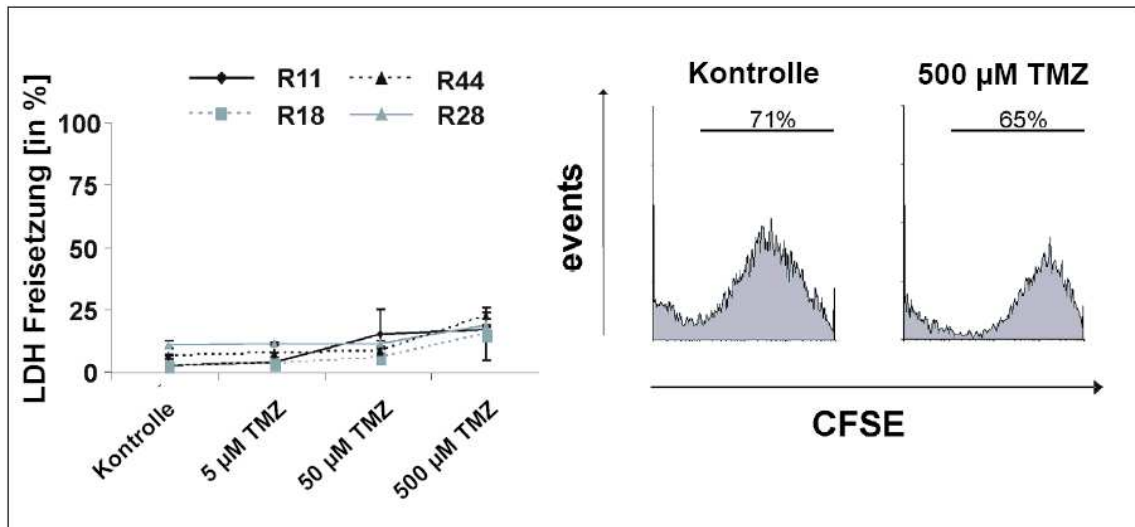 LDH Freisetzung [in %]
R11
R44
R18
R28
100
75
50
25
0
Kontrolle
5 µM TMZ
50 µM TMZ
500 µM TMZ
Kontrolle
500 µM TMZ
71%
65%
events
CFSE